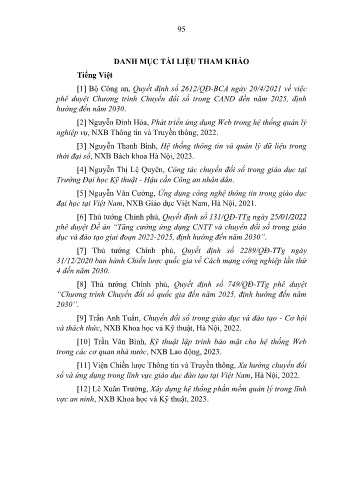 95
DANH MỤC TÀI LIỆU THAM KHẢO
Tiếng Việt
[1] Bộ Công an, Quyết định số 2612/QĐ-BCA ngày 20/4/2021 về việc
phê duyệt Chương trình Chuyển đổi số trong CAND đến năm 2025, định
hướng đến năm 2030.
[2] Nguyễn Đình Hóa, Phát triển ứng dụng Web trong hệ thống quản lý
nghiệp vụ, NXB Thông tin và Truyền thông, 2022.
[3] Nguyễn Thanh Bình, Hệ thống thông tin và quản lý dữ liệu trong
thời đại số, NXB Bách khoa Hà Nội, 2023.
[4] Nguyễn Thị Lệ Quyên, Công tác chuyển đổi số trong giáo dục tại
Trường Đại học Kỹ thuật - Hậu cần Công an nhân dân.
[5] Nguyễn Văn Cường, Ứng dụng công nghệ thông tin trong giáo dục
đại học tại Việt Nam, NXB Giáo dục Việt Nam, Hà Nội, 2021.
[6] Thủ tướng Chính phủ, Quyết định số 131/QĐ-TTg ngày 25/01/2022
phê duyệt Đề án “Tăng cường ứng dụng CNTT và chuyển đổi số trong giáo
dục và đào tạo giai đoạn 2022-2025, định hướng đến năm 2030”.
[7] Thủ tướng Chính phủ, Quyết định số 2289/QĐ-TTg ngày
31/12/2020 ban hành Chiến lược quốc gia về Cách mạng công nghiệp lần thứ
4 đến năm 2030.
[8] Thủ tướng Chính phủ, Quyết định số 749/QĐ-TTg phê duyệt
“Chương trình Chuyển đổi số quốc gia đến năm 2025, định hướng đến năm
2030”.
[9] Trần Anh Tuấn, Chuyển đổi số trong giáo dục và đào tạo - Cơ hội
và thách thức, NXB Khoa học và Kỹ thuật, Hà Nội, 2022.
[10] Trần Văn Bình, Kỹ thuật lập trình bảo mật cho hệ thống Web
trong các cơ quan nhà nước, NXB Lao động, 2023.
[11] Viện Chiến lược Thông tin và Truyền thông, Xu hướng chuyển đổi
số và ứng dụng trong lĩnh vực giáo dục đào tạo tại Việt Nam, Hà Nội, 2022.
[12] Lê Xuân Trường, Xây dựng hệ thống phần mềm quản lý trong lĩnh
vực an ninh, NXB Khoa học và Kỹ thuật, 2023.